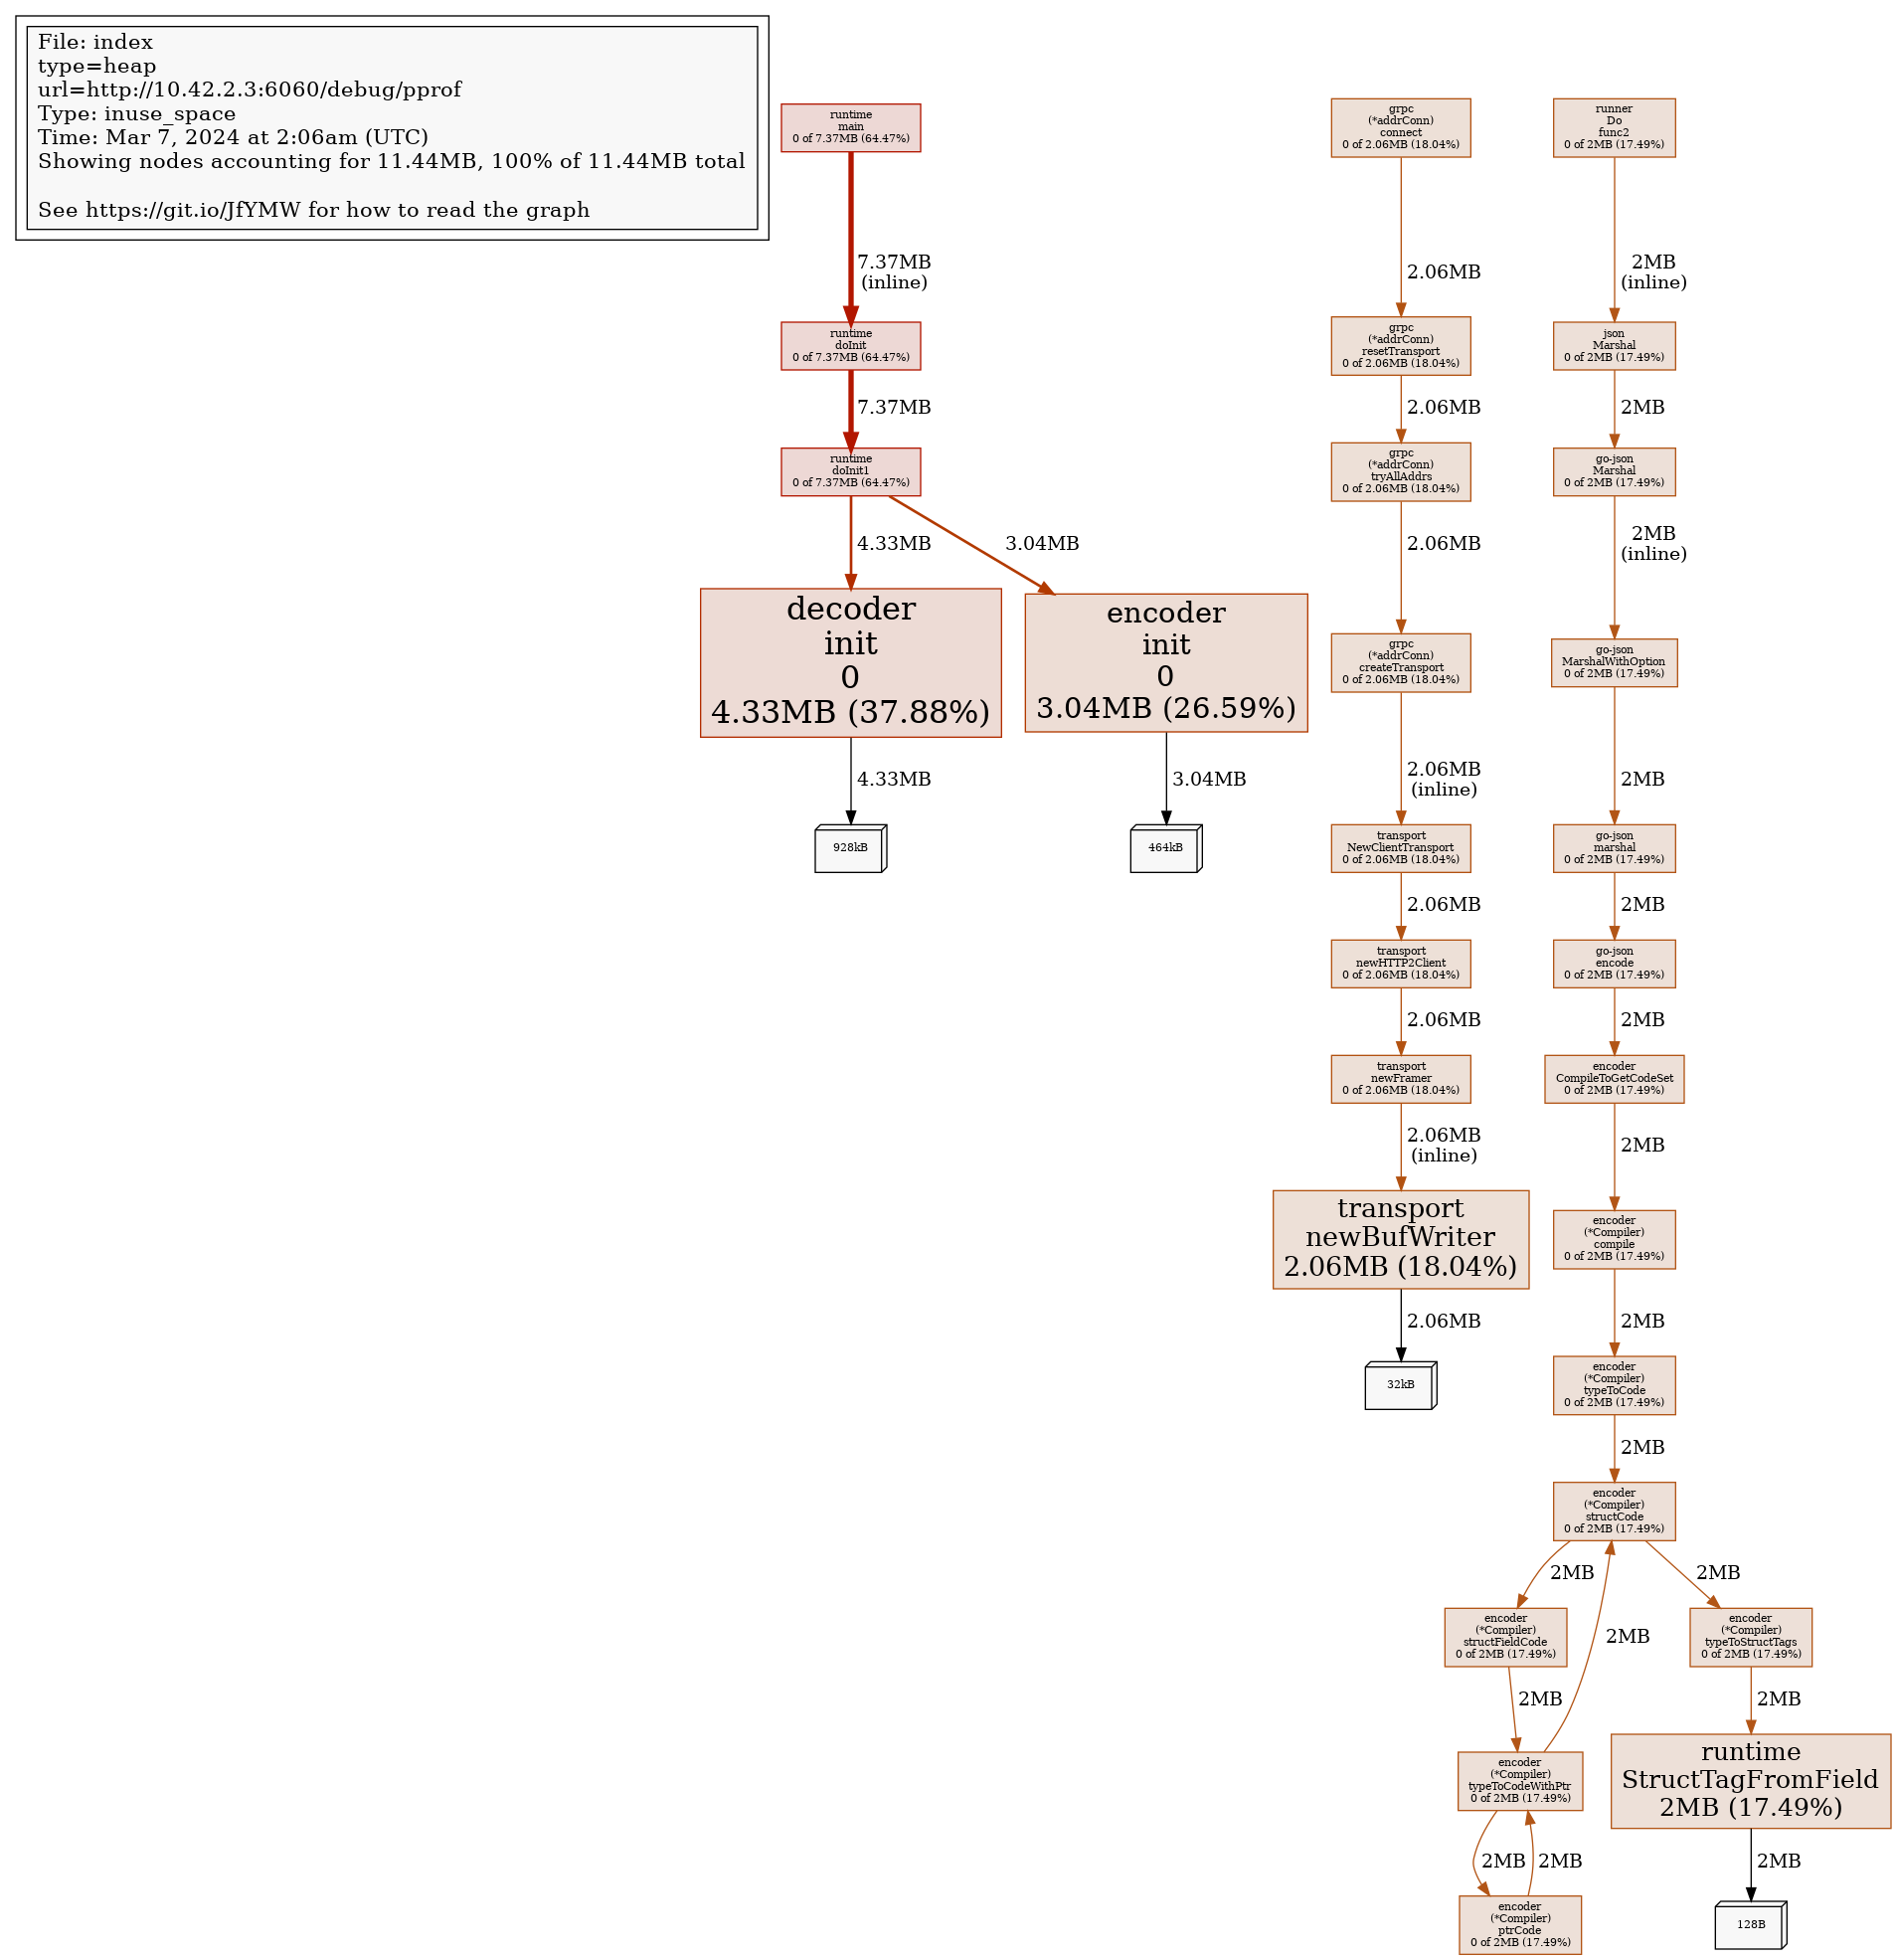 File: index
type=heap
url=http://10.42.2.3:6060/debug/pprof
Type: inuse_space
Time: Mar 7, 2024 at 2:06am (UTC)
Showing nodes accounting for 11.44MB, 100% of 11.44MB total
See https://git.io/JfYMW for how to read the graph
runtime
main
0 of 7.37MB (64.47%)
7.37MB
(inline)
runtime
doInit
0 of 7.37MB (64.47%)
7.37MB
runtime
doInit1
0 of 7.37MB (64.47%)
4.33MB
3.04MB
decoder
init
0
4.33MB (37.88%)
4.33MB
928kB
encoder
init
0
3.04MB (26.59%)
3.04MB
464kB
grpc
(*addrConn)
connect
0 of 2.06MB (18.04%)
2.06MB
grpc
(*addrConn)
resetTransport
0 of 2.06MB (18.04%)
2.06MB
grpc
(*addrConn)
tryAllAddrs
0 of 2.06MB (18.04%)
2.06MB
grpc
(*addrConn)
createTransport
0 of 2.06MB (18.04%)
2.06MB
(inline)
transport
NewClientTransport
0 of 2.06MB (18.04%)
2.06MB
transport
newHTTP2Client
0 of 2.06MB (18.04%)
2.06MB
transport
newFramer
0 of 2.06MB (18.04%)
2.06MB
(inline)
transport
newBufWriter
2.06MB (18.04%)
2.06MB
32kB
runner
Do
func2
0 of 2MB (17.49%)
2MB
(inline)
json
Marshal
0 of 2MB (17.49%)
2MB
go-json
Marshal
0 of 2MB (17.49%)
2MB
(inline)
go-json
MarshalWithOption
0 of 2MB (17.49%)
2MB
go-json
marshal
0 of 2MB (17.49%)
2MB
go-json
encode
0 of 2MB (17.49%)
2MB
encoder
CompileToGetCodeSet
0 of 2MB (17.49%)
2MB
encoder
(*Compiler)
compile
0 of 2MB (17.49%)
2MB
encoder
(*Compiler)
typeToCode
0 of 2MB (17.49%)
2MB
encoder
(*Compiler)
structCode
0 of 2MB (17.49%)
2MB
2MB
encoder
(*Compiler)
structFieldCode
0 of 2MB (17.49%)
2MB
2MB
encoder
(*Compiler)
typeToCodeWithPtr
0 of 2MB (17.49%)
2MB
2MB
encoder
(*Compiler)
ptrCode
0 of 2MB (17.49%)
encoder
(*Compiler)
typeToStructTags
0 of 2MB (17.49%)
2MB
runtime
StructTagFromField
2MB (17.49%)
2MB
128B